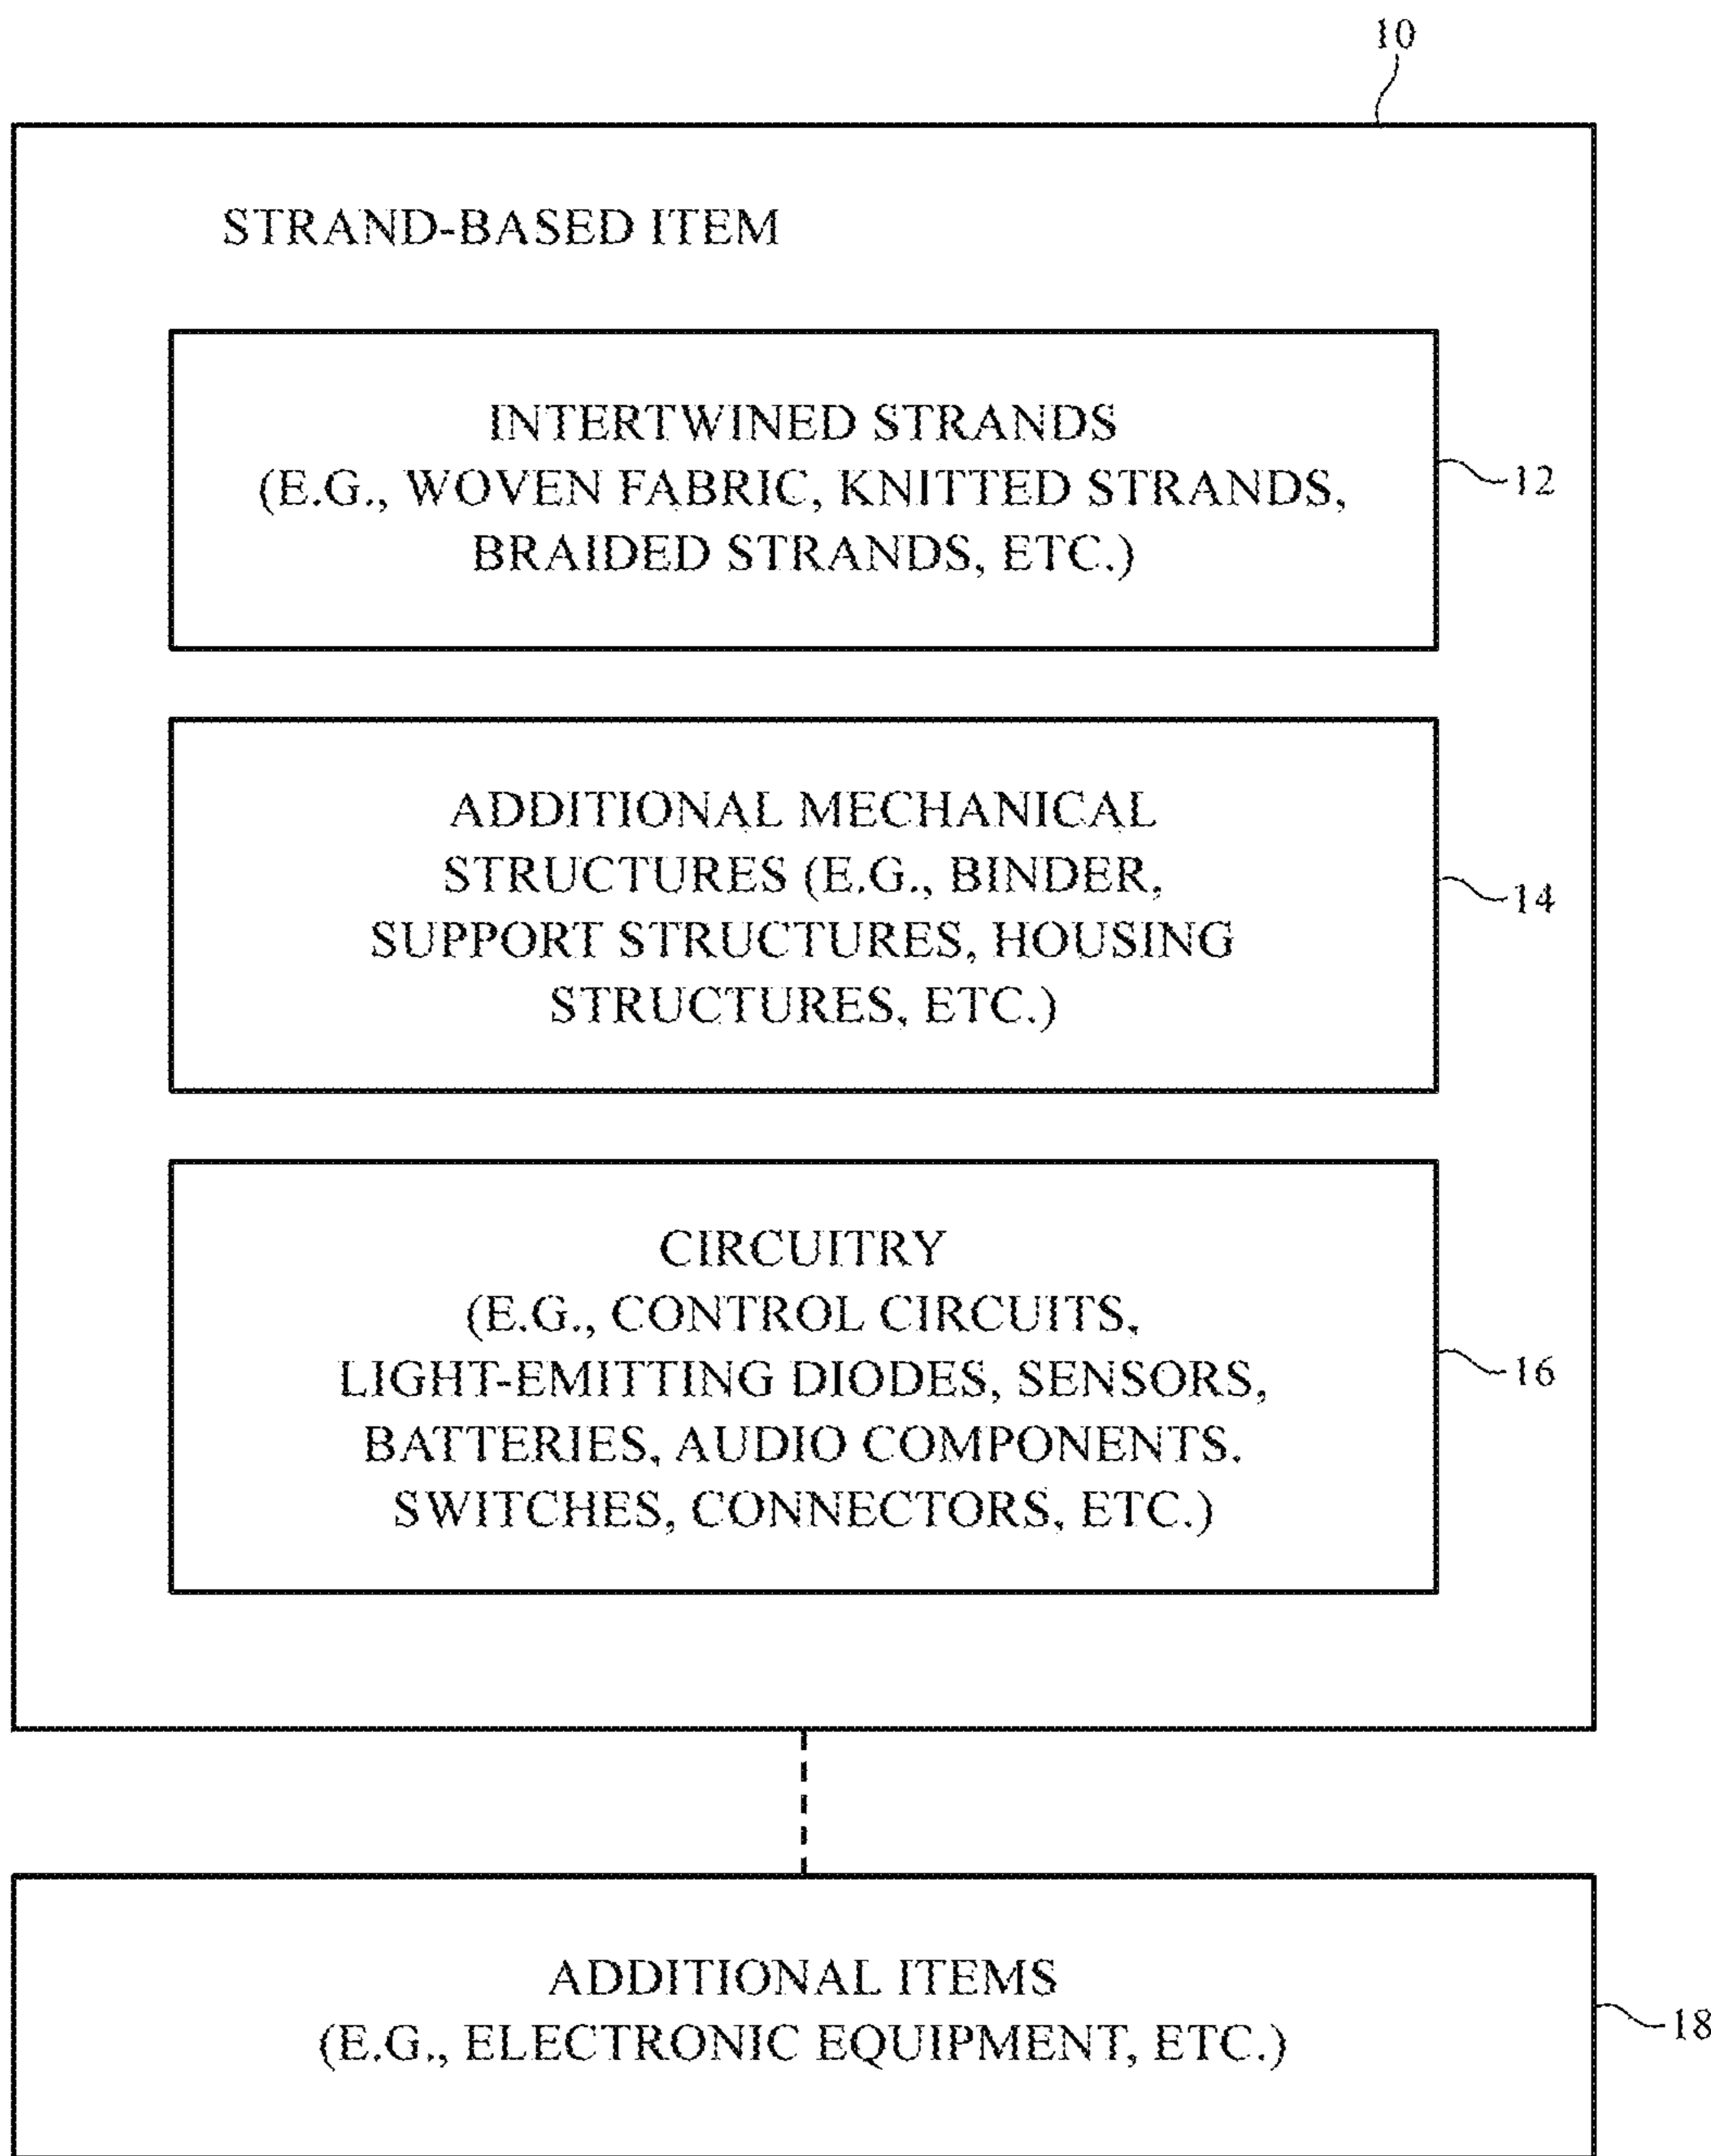 10
STRAND-BASED ITEM
INTERTWINED STRANDS
(E.G., WOVEN FABRIC, KNITTED STRANDS,
BRAIDED STRANDS, ETC.)
12
ADDITIONAL MECHANICAL
STRUCTURES (E.G., BINDER,
SUPPORT STRUCTURES, HOUSING
STRUCTURES, ETC.)
14
CIRCUITRY
(E.G., CONTROL CIRCUITS,
LIGHT-EMITTING DIODES, SENSORS,
BATTERIES, AUDIO COMPONENTS,
SWITCHES, CONNECTORS, ETC.)
16
ADDITIONAL ITEMS
(E.G., ELECTRONIC EQUIPMENT, ETC.)
18